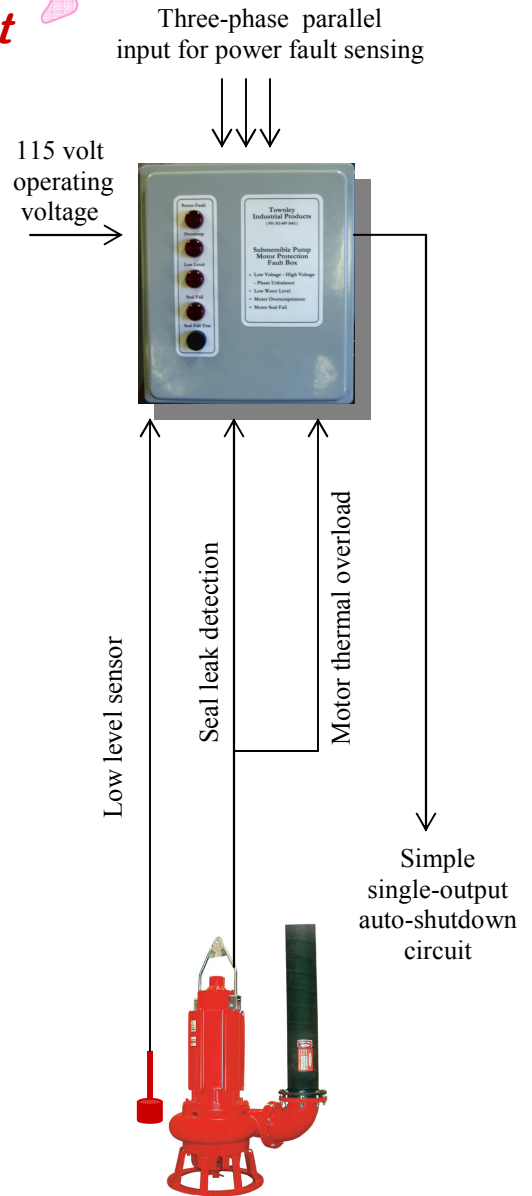 t
Three-phase parallel
input for power fault sensing
115 volt
operating
voltage
Power Fault
Overtemp
Low Level
Seal Fail
Seal Fail Test
Townley
Industrial Products
Submersible Pump
Motor Protection
Fault Box
• Low Voltage - High Voltage
- Phase Unbalance
• Low Water Level
• Motor Overtemperature
• Motor Seal Fail
Low level sensor
Seal leak detection
Motor thermal overload
Simple
single-output
auto-shutdown
circuit